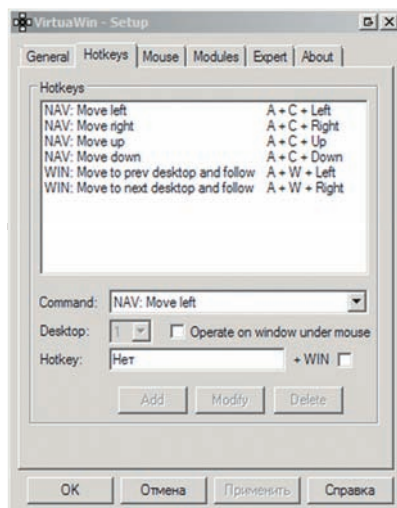 VirtuaWin - Setup
General Hotkeys Mouse Modules Expert About
Hotkeys
NAV: Move left A + C + Left
NAV: Move right A + C + Right
NAV: Move up A + C + Up
NAV: Move down A + C + Down
WIN: Move to prev desktop and follow A + W + Left
WIN: Move to next desktop and follow A + W + Right
Command: NAV: Move left
Desktop: 1 Operate on window under mouse
Hotkey: Нет + WIN
Add Modify Delete
OK Отмена Применить Справка